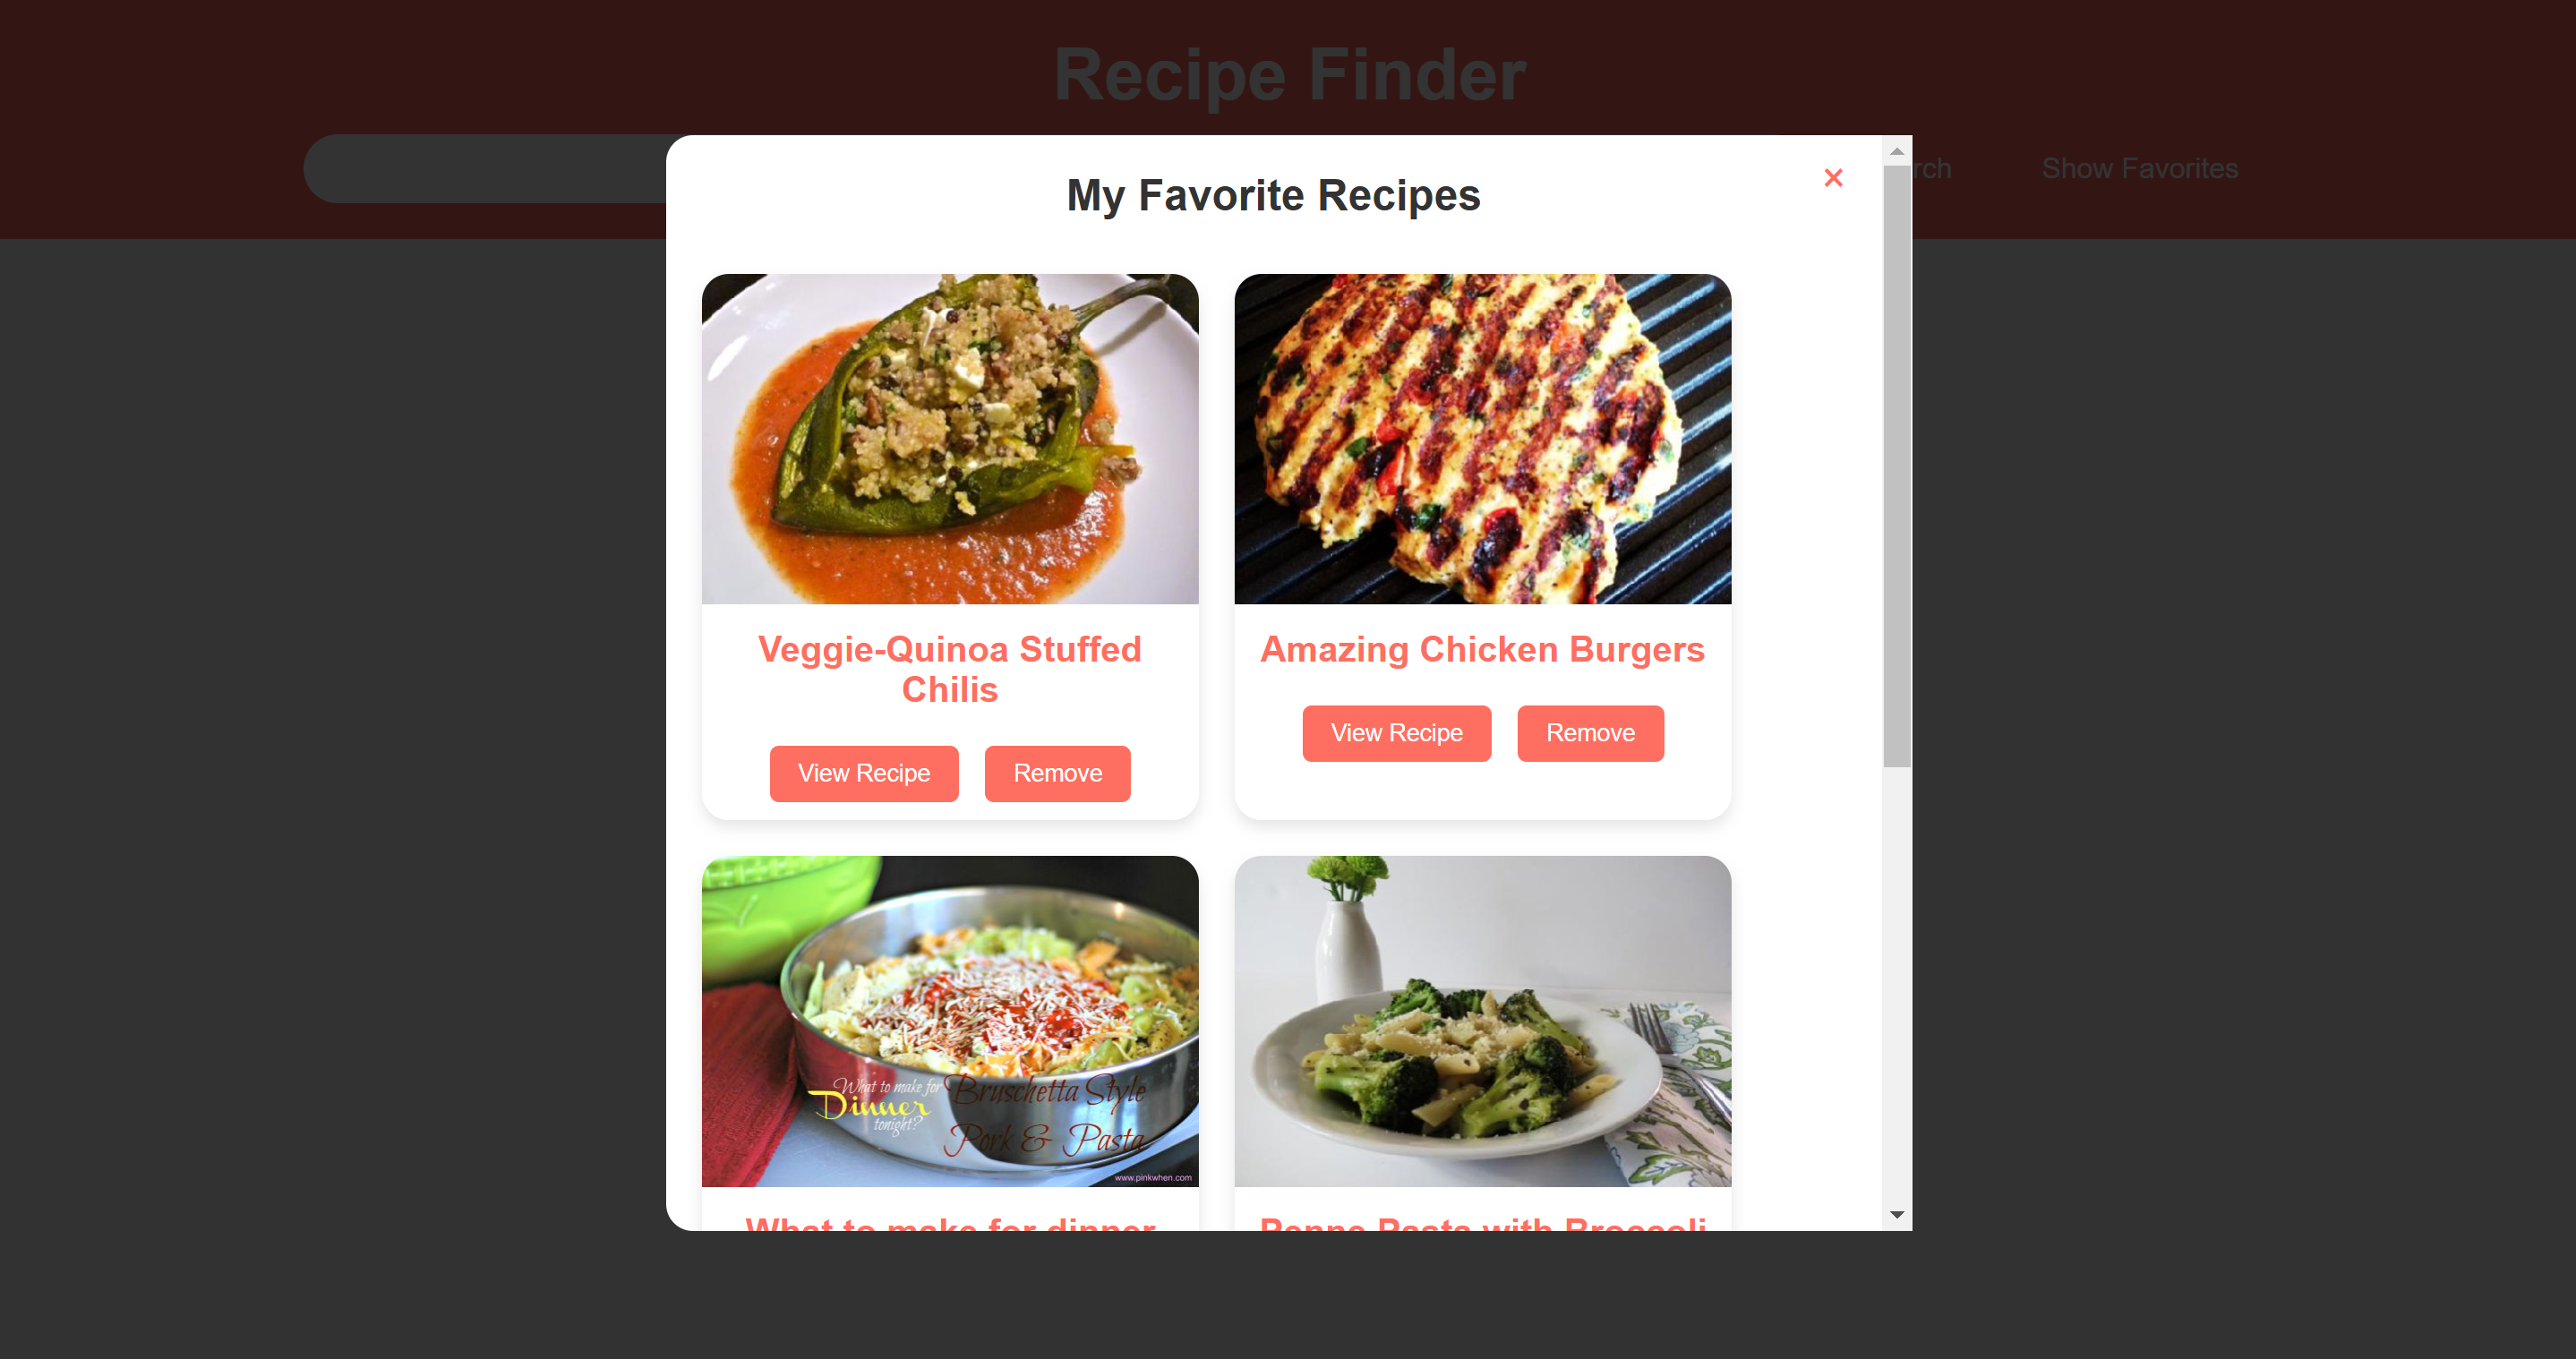 Recipe Finder
rch
Show Favorites
My Favorite Recipes
×
Veggie-Quinoa Stuffed
Chilis
View Recipe
Remove
Amazing Chicken Burgers
View Recipe
Remove
What to make for
Dinner
tonight?
Bruschetta Style
Pork & Pasta
www.pinkwhen.com
What to make for dinner
Penne Pasta with Broccoli